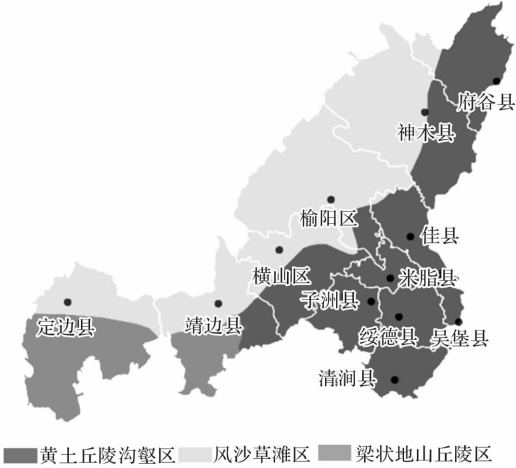 府谷县
神木县
榆阳区
佳县
横山区
米脂县
子洲县
定边县
靖边县
绥德县
吴堡县
清涧县
黄土丘陵沟壑区
风沙草滩区
梁状地山丘陵区